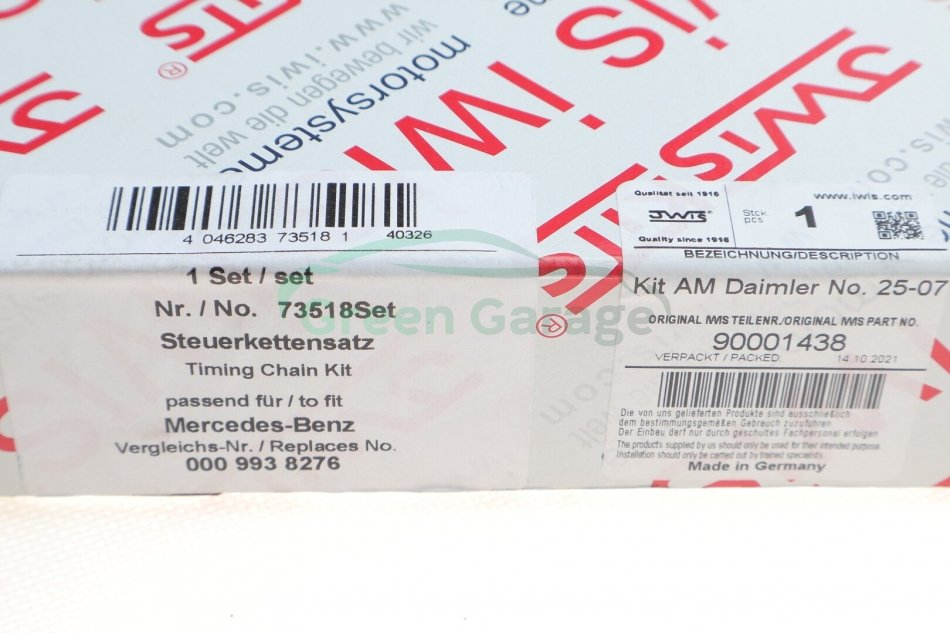 iwis
®
motorsysteme
wir bewegen die welt
www.iwis.com
4 046283 73518 1
40326
1 Set / set
Nr. / No. 73518Set
Steuerkettensatz
Timing Chain Kit
passend für / to fit
Mercedes-Benz
Vergleichs-Nr. / Replaces No.
000 993 8276
Green Garage
Qualität seit 1916
JWIS®
Quality since 1916
Stck.
pcs
1
www.iwis.com
BEZEICHNUNG/DESCRIPTION
Kit AM Daimler No. 25-07
ORIGINAL IWIS TEILENR./ORIGINAL IWIS PART NO.
90001438
VERPACKT / PACKED 14.10.2021
Die von uns gelieferten Produkte sind ausschließlich
dem bestimmungsgemäßen Gebrauch zuzuführen
Der Einbau darf nur durch geschultes Fachpersonal erfolgen.
The products supplied by us should only be used for their intended purpose.
Installation should only be carried out by trained specialists.
Made in Germany